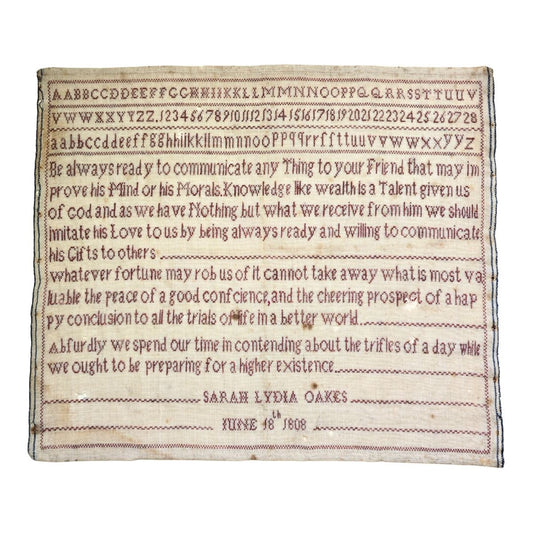 AABBCCDDEEFFGGHHIIKKLLMMNNOOPPQQRRSSTTUUV
VWWXXYYZZ.12345678910111213141516171819202122232425262728
aabbccddeeffgghhiikkllmmnnooppqqrrſſttuuvvwwxxyyz
Be always ready to communicate any Thing to your Friend that may Im
prove his Mind or his Morals. Knowledge like wealth is a Talent given us
of God and as we have Nothing but what we receive from him we should
Imitate his Love to us by being always ready and willing to communicate
his Gifts to others
whatever fortune may rob us of it cannot take away what is most va
luable the peace of a good conſcience, and the cheering prospect of a hap
py conclusion to all the trials of life in a better world
Abſurdly we spend our time in contending about the trifles of a day while
we ought to be preparing for a higher existence
SARAH LYDIA OAKES
JUNE 18th 1808